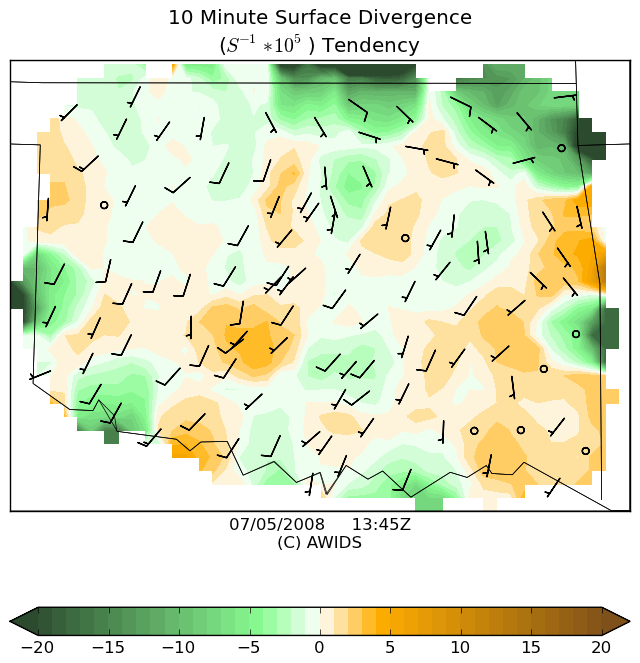 10 Minute Surface Divergence
(S⁻¹ *10⁵ ) Tendency
07/05/2008 13:45Z
(C) AWIDS
−20 −15 −10 −5 0 5 10 15 20